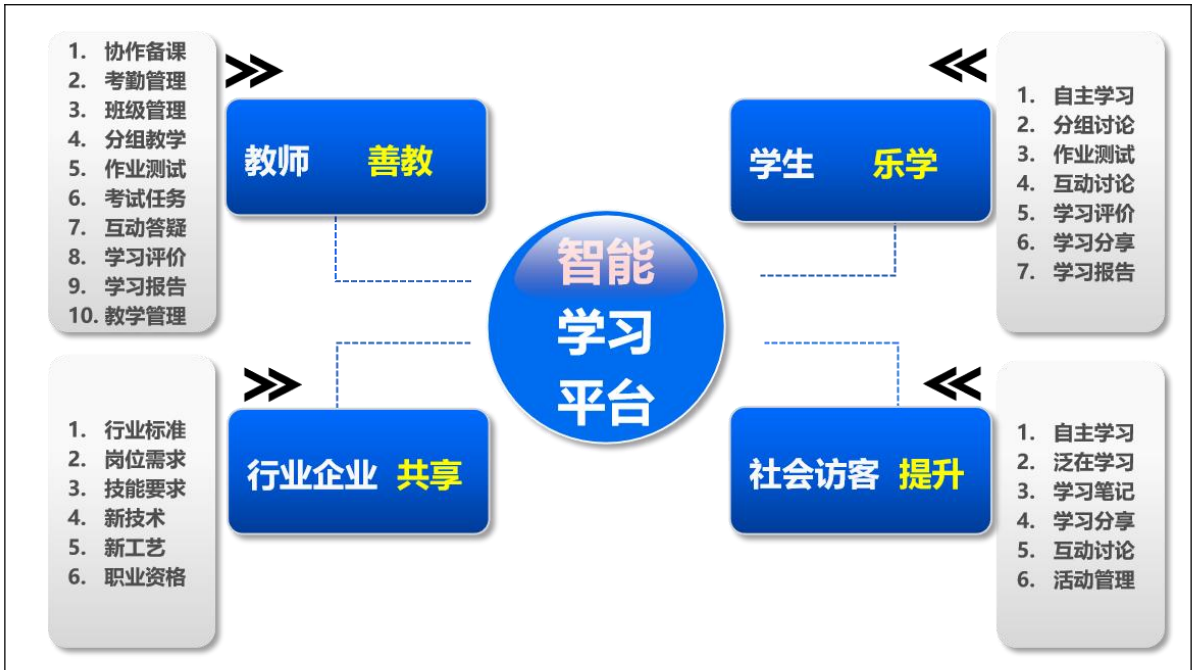 1. 协作备课
2. 考勤管理
3. 班级管理
4. 分组教学
5. 作业测试
6. 考试任务
7. 互动答疑
8. 学习评价
9. 学习报告
10. 教学管理
教师 善教
学生 乐学
1. 自主学习
2. 分组讨论
3. 作业测试
4. 互动讨论
5. 学习评价
6. 学习分享
7. 学习报告
智能
学习
平台
1. 行业标准
2. 岗位需求
3. 技能要求
4. 新技术
5. 新工艺
6. 职业资格
行业企业 共享
社会访客 提升
1. 自主学习
2. 泛在学习
3. 学习笔记
4. 学习分享
5. 互动讨论
6. 活动管理